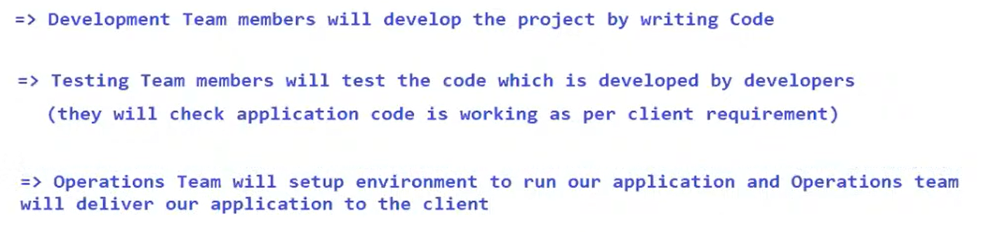 => Development Team members will develop the project by writing Code
=> Testing Team members will test the code which is developed by developers
(they will check application code is working as per client requirement)
=> Operations Team will setup environment to run our application and Operations team
will deliver our application to the client